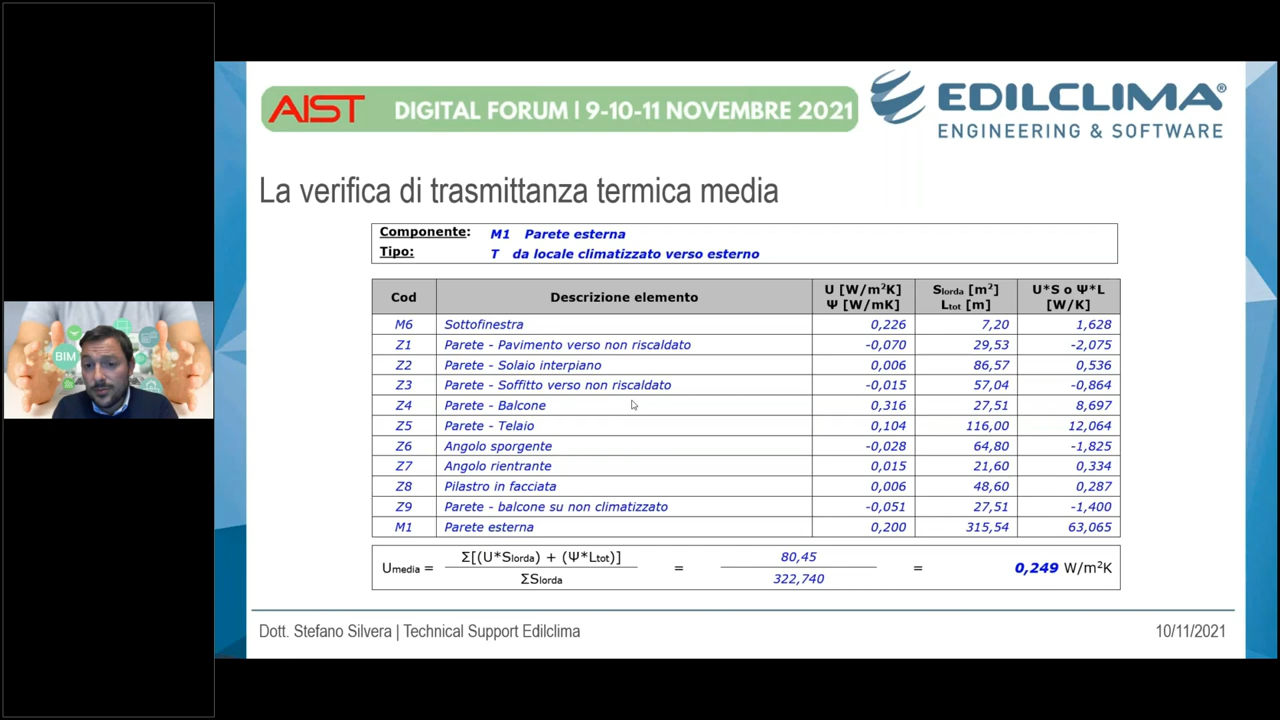 AIST DIGITAL FORUM | 9-10-11 NOVEMBRE 2021
EDILCLIMA®
ENGINEERING & SOFTWARE
La verifica di trasmittanza termica media
Componente: M1 Parete esterna
Tipo: T da locale climatizzato verso esterno
Cod Descrizione elemento U [W/m²K] Ψ [W/mK] Slorda [m²] Ltot [m] U*S o Ψ*L [W/K]
M6 Sottofinestra 0,226 7,20 1,628
Z1 Parete - Pavimento verso non riscaldato -0,070 29,53 -2,075
Z2 Parete - Solaio interpiano 0,006 86,57 0,536
Z3 Parete - Soffitto verso non riscaldato -0,015 57,04 -0,864
Z4 Parete - Balcone 0,316 27,51 8,697
Z5 Parete - Telaio 0,104 116,00 12,064
Z6 Angolo sporgente -0,028 64,80 -1,825
Z7 Angolo rientrante 0,015 21,60 0,334
Z8 Pilastro in facciata 0,006 48,60 0,287
Z9 Parete - balcone su non climatizzato -0,051 27,51 -1,400
M1 Parete esterna 0,200 315,54 63,065
Umedia = Σ[(U*Slorda) + (Ψ*Ltot)] / ΣSlorda = 80,45 / 322,740 = 0,249 W/m²K
Dott. Stefano Silvera | Technical Support Edilclima
10/11/2021
BIM